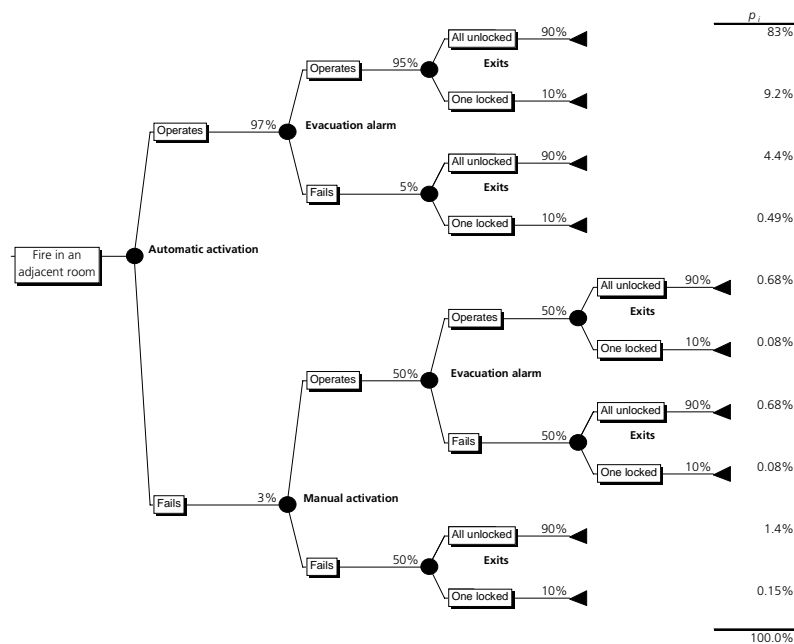 p i
All unlocked 90% 83%
Exits
Operates 95%
One locked 10% 9.2%
Operates 97% Evacuation alarm
All unlocked 90% 4.4%
Fails 5% Exits
One locked 10% 0.49%
Fire in an
adjacent room
Automatic activation
All unlocked 90% 0.68%
Exits
Operates 50%
One locked 10% 0.08%
Operates 50% Evacuation alarm
All unlocked 90% 0.68%
Fails 50% Exits
One locked 10% 0.08%
Fails 3% Manual activation
All unlocked 90% 1.4%
Exits
Fails 50%
One locked 10% 0.15%
100.0%